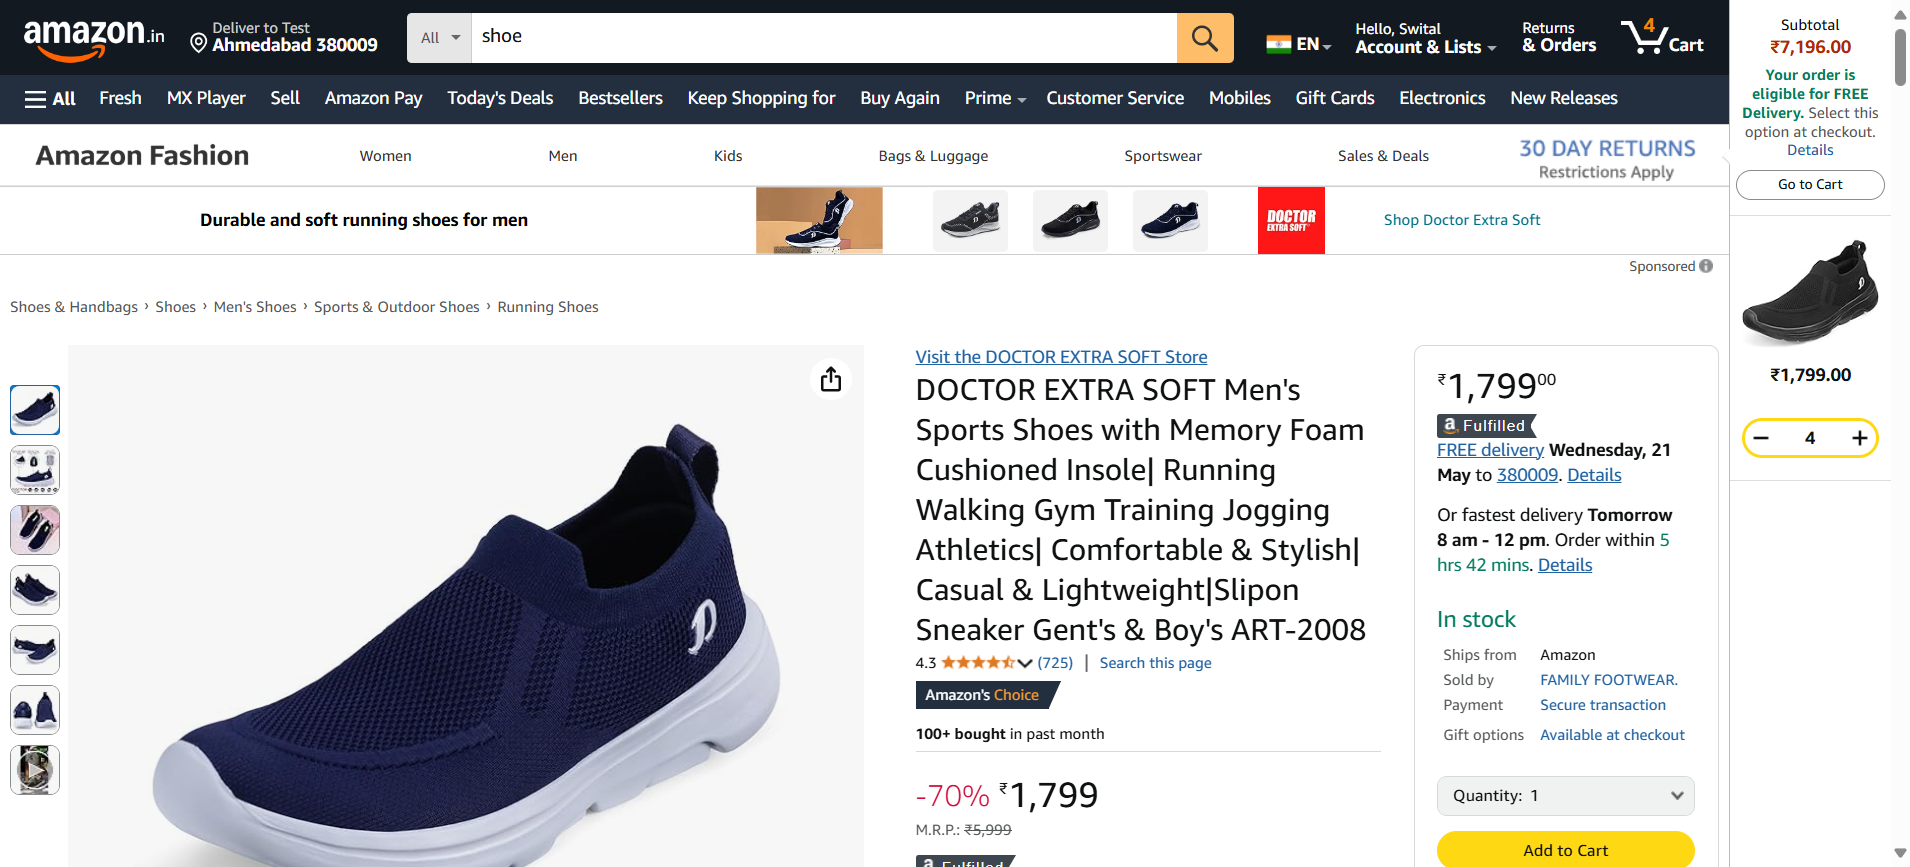 amazon.in
Deliver to Test
Ahmedabad 380009
All
shoe
EN
Hello, Swital
Account & Lists
Returns
& Orders
4
Cart
All
Fresh
MX Player
Sell
Amazon Pay
Today's Deals
Bestsellers
Keep Shopping for
Buy Again
Prime
Customer Service
Mobiles
Gift Cards
Electronics
New Releases
Amazon Fashion
Women
Men
Kids
Bags & Luggage
Sportswear
Sales & Deals
30 DAY RETURNS
Restrictions Apply
Durable and soft running shoes for men
DOCTOR
EXTRA SOFT
Shop Doctor Extra Soft
Sponsored
Shoes & Handbags › Shoes › Men's Shoes › Sports & Outdoor Shoes › Running Shoes
Visit the DOCTOR EXTRA SOFT Store
DOCTOR EXTRA SOFT Men's
Sports Shoes with Memory Foam
Cushioned Insole| Running
Walking Gym Training Jogging
Athletics| Comfortable & Stylish|
Casual & Lightweight|Slipon
Sneaker Gent's & Boy's ART-2008
4.3 (725) | Search this page
Amazon's Choice
100+ bought in past month
-70% ₹1,799
M.R.P.: ₹5,999
a Fulfilled
₹1,79900
a Fulfilled
FREE delivery Wednesday, 21
May to 380009. Details
Or fastest delivery Tomorrow
8 am - 12 pm. Order within 5
hrs 42 mins. Details
In stock
Ships from Amazon
Sold by FAMILY FOOTWEAR.
Payment Secure transaction
Gift options Available at checkout
Quantity: 1
Add to Cart
Subtotal
₹7,196.00
Your order is
eligible for FREE
Delivery. Select this
option at checkout.
Details
Go to Cart
₹1,799.00
4